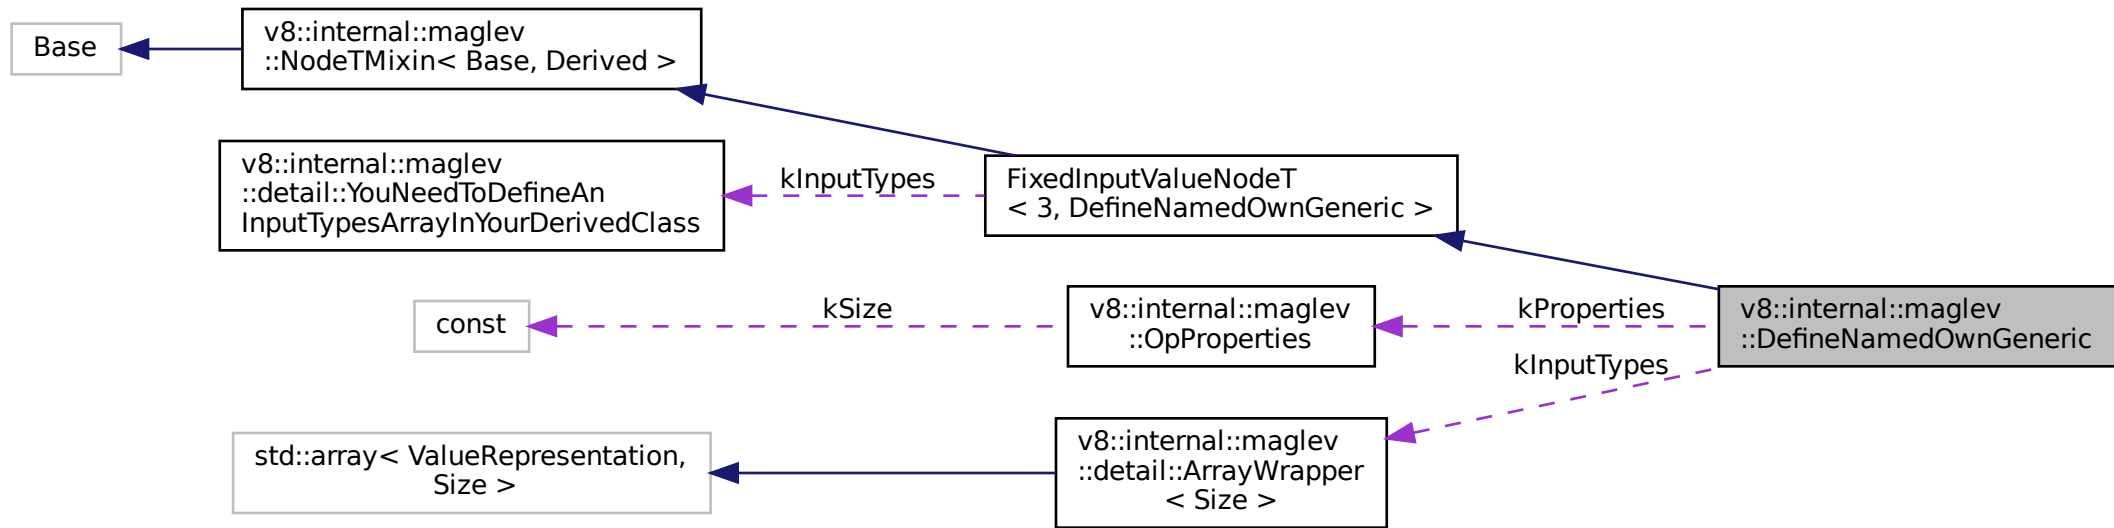 Base
v8::internal::maglev
::NodeTMixin< Base, Derived >
v8::internal::maglev
::detail::YouNeedToDefineAn
InputTypesArrayInYourDerivedClass
kInputTypes
FixedInputValueNodeT
< 3, DefineNamedOwnGeneric >
const
kSize
v8::internal::maglev
::OpProperties
kProperties
v8::internal::maglev
::DefineNamedOwnGeneric
kInputTypes
std::array< ValueRepresentation,
Size >
v8::internal::maglev
::detail::ArrayWrapper
< Size >